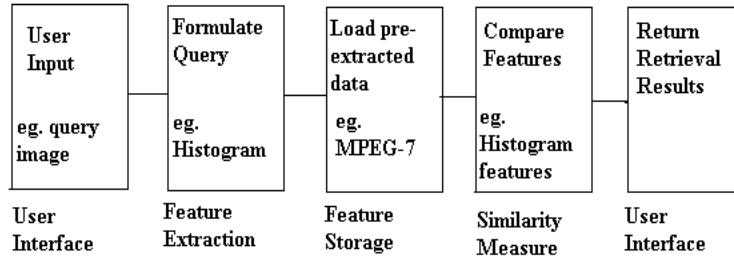 User
Input
eg. query
image
User
Interface
Formulate
Query
eg.
Histogram
Feature
Extraction
Load pre-
extracted
data
eg.
MPEG-7
Feature
Storage
Compare
Features
eg.
Histogram
features
Similarity
Measure
Return
Retrieval
Results
User
Interface